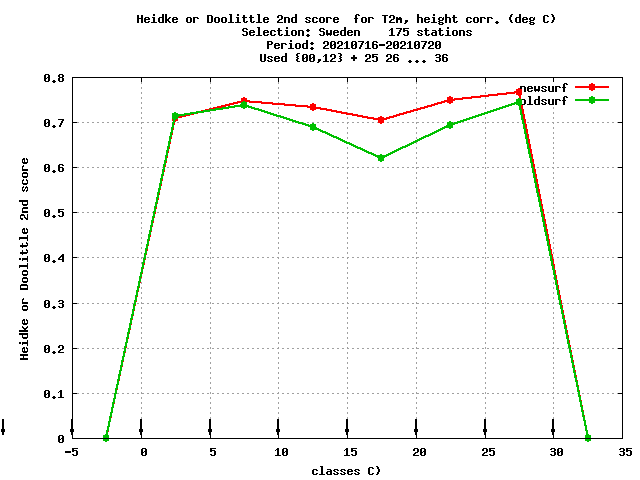 Heidke or Doolittle 2nd score  for T2m, height corr. (deg C)
Selection: Sweden    175 stations
Period: 20210716-20210720
Used {00,12} + 25 26 ... 36
newsurf
oldsurf
Heidke or Doolittle 2nd score
0.8
0.7
0.6
0.5
0.4
0.3
0.2
0.1
0
-5 0 5 10 15 20 25 30 35
classes C)